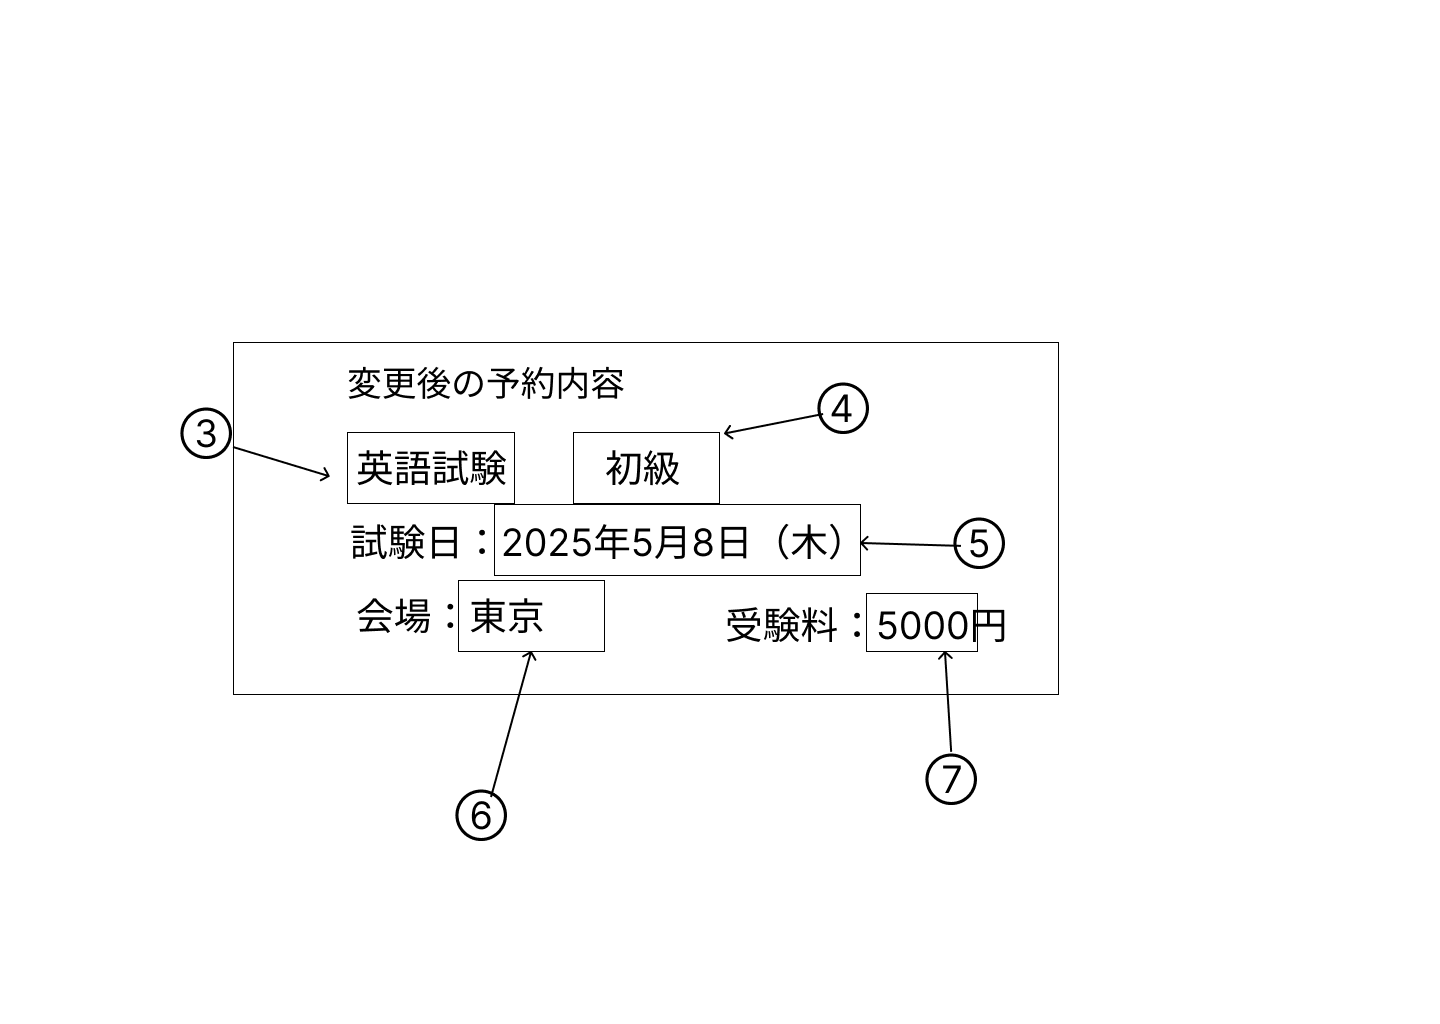 変更後の予約内容
④
③
英語試験 初級
試験日：2025年5月8日（木）
⑤
会場：東京 受験料：5000円
⑦
⑥